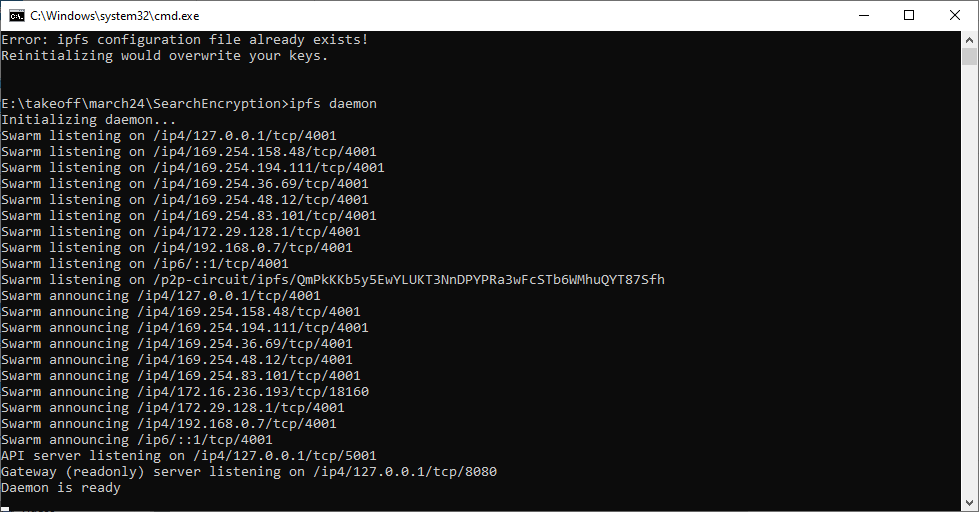 C:\Windows\system32\cmd.exe
Error: ipfs configuration file already exists!
Reinitializing would overwrite your keys.
E:\takeoff\march24\SearchEncryption>ipfs daemon
Initializing daemon...
Swarm listening on /ip4/127.0.0.1/tcp/4001
Swarm listening on /ip4/169.254.158.48/tcp/4001
Swarm listening on /ip4/169.254.194.111/tcp/4001
Swarm listening on /ip4/169.254.36.69/tcp/4001
Swarm listening on /ip4/169.254.48.12/tcp/4001
Swarm listening on /ip4/169.254.83.101/tcp/4001
Swarm listening on /ip4/172.29.128.1/tcp/4001
Swarm listening on /ip4/192.168.0.7/tcp/4001
Swarm listening on /ip6/::1/tcp/4001
Swarm listening on /p2p-circuit/ipfs/QmPkKKb5y5EwYLUKT3NnDPYPRa3wFcSTb6WMhuQYT87Sfh
Swarm announcing /ip4/127.0.0.1/tcp/4001
Swarm announcing /ip4/169.254.158.48/tcp/4001
Swarm announcing /ip4/169.254.194.111/tcp/4001
Swarm announcing /ip4/169.254.36.69/tcp/4001
Swarm announcing /ip4/169.254.48.12/tcp/4001
Swarm announcing /ip4/169.254.83.101/tcp/4001
Swarm announcing /ip4/172.16.236.193/tcp/18160
Swarm announcing /ip4/172.29.128.1/tcp/4001
Swarm announcing /ip4/192.168.0.7/tcp/4001
Swarm announcing /ip6/::1/tcp/4001
API server listening on /ip4/127.0.0.1/tcp/5001
Gateway (readonly) server listening on /ip4/127.0.0.1/tcp/8080
Daemon is ready